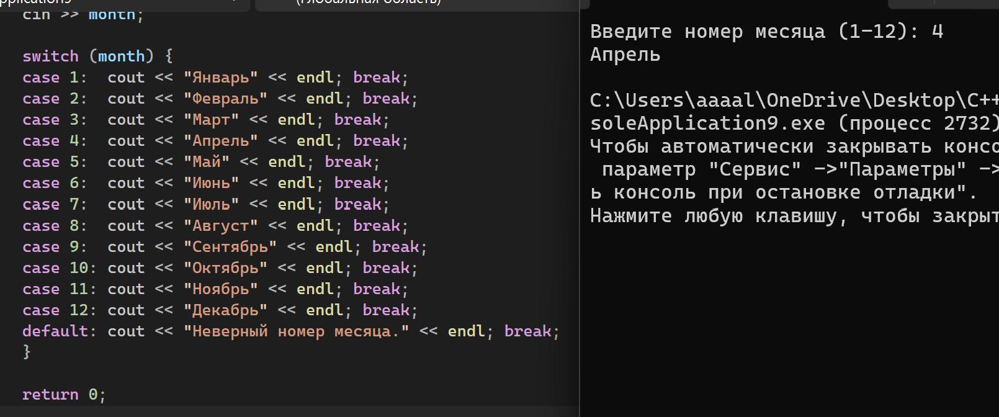 cin >> month;
switch (month) {
case 1:  cout << "Январь" << endl; break;
case 2:  cout << "Февраль" << endl; break;
case 3:  cout << "Март" << endl; break;
case 4:  cout << "Апрель" << endl; break;
case 5:  cout << "Май" << endl; break;
case 6:  cout << "Июнь" << endl; break;
case 7:  cout << "Июль" << endl; break;
case 8:  cout << "Август" << endl; break;
case 9:  cout << "Сентябрь" << endl; break;
case 10: cout << "Октябрь" << endl; break;
case 11: cout << "Ноябрь" << endl; break;
case 12: cout << "Декабрь" << endl; break;
default: cout << "Неверный номер месяца." << endl; break;
}
return 0;
Введите номер месяца (1-12): 4
Апрель
C:\Users\aaaal\OneDrive\Desktop\C++
soleApplication9.exe (процесс 2732)
Чтобы автоматически закрывать консо
параметр "Сервис" ->"Параметры" ->
ь консоль при остановке отладки".
Нажмите любую клавишу, чтобы закрыт